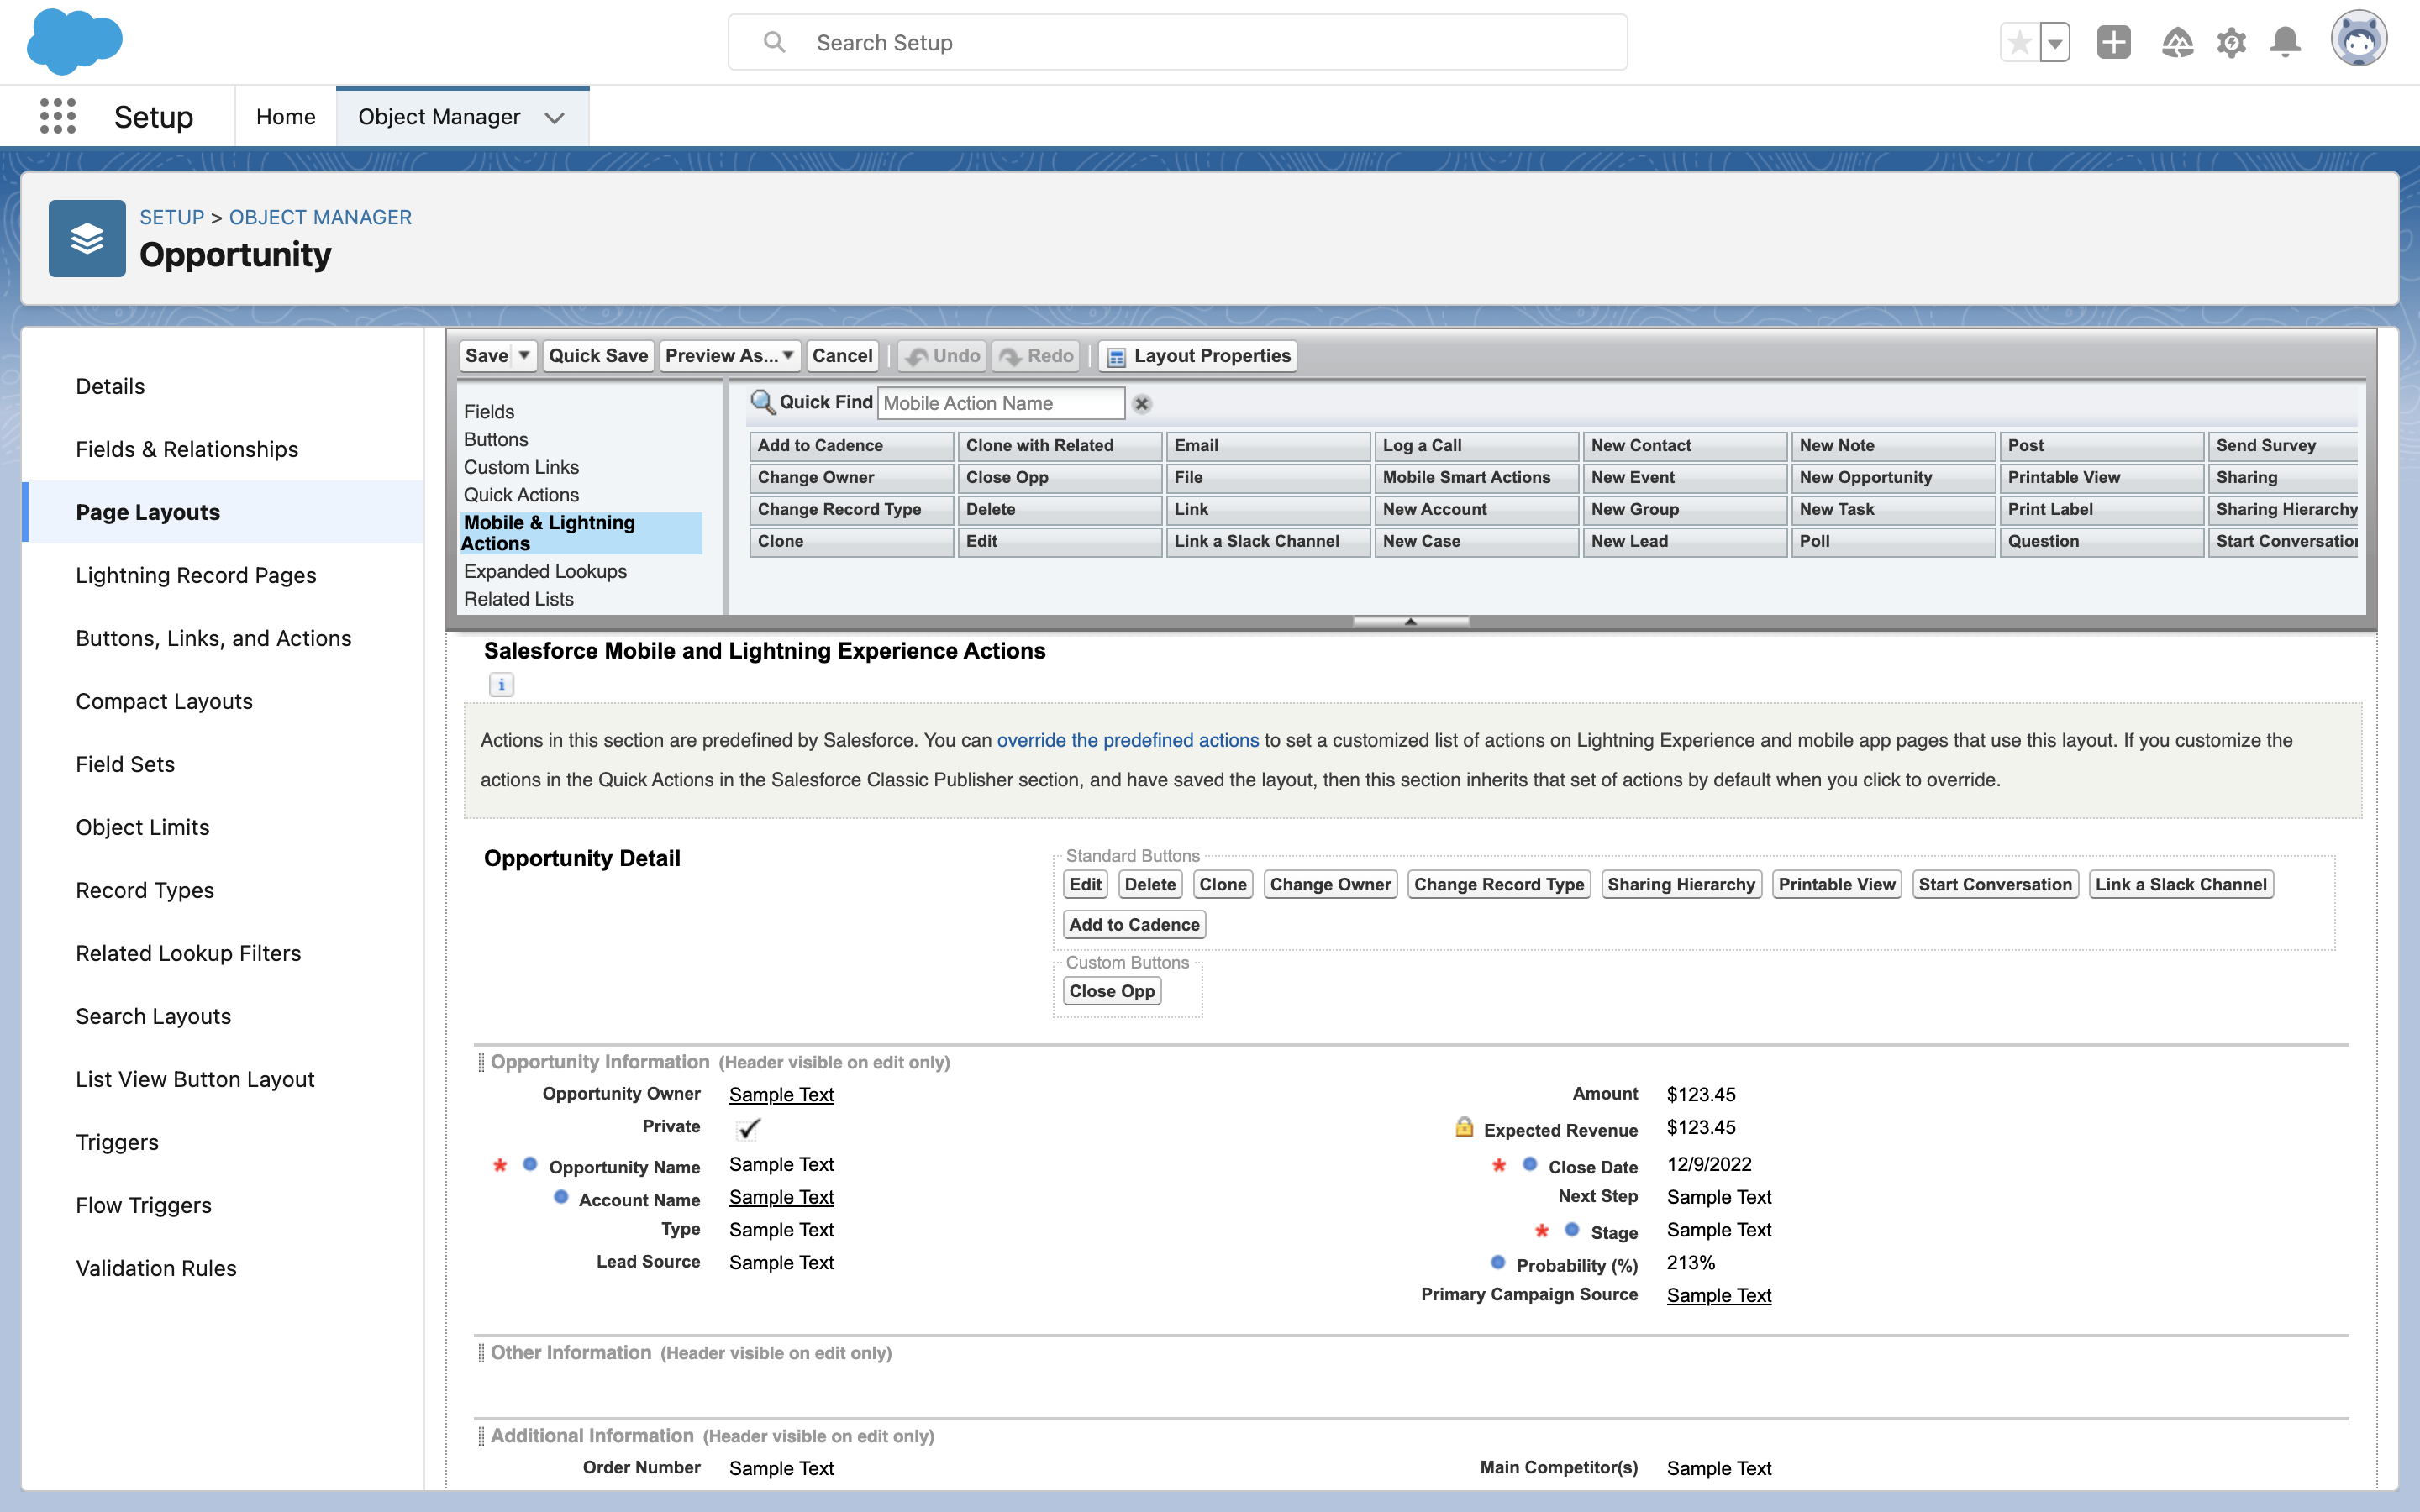 Search Setup
Setup
Home
Object Manager
SETUP > OBJECT MANAGER
Opportunity
Details
Fields & Relationships
Page Layouts
Lightning Record Pages
Buttons, Links, and Actions
Compact Layouts
Field Sets
Object Limits
Record Types
Related Lookup Filters
Search Layouts
List View Button Layout
Triggers
Flow Triggers
Validation Rules
Save Quick Save Preview As... Cancel Undo Redo Layout Properties
Fields
Buttons
Custom Links
Quick Actions
Mobile & Lightning
Actions
Expanded Lookups
Related Lists
Quick Find Mobile Action Name
Add to Cadence Clone with Related Email Log a Call New Contact New Note Post Send Survey
Change Owner Close Opp File Mobile Smart Actions New Event New Opportunity Printable View Sharing
Change Record Type Delete Link New Account New Group New Task Print Label Sharing Hierarchy
Clone Edit Link a Slack Channel New Case New Lead Poll Question Start Conversation
Salesforce Mobile and Lightning Experience Actions
i
Actions in this section are predefined by Salesforce. You can override the predefined actions to set a customized list of actions on Lightning Experience and mobile app pages that use this layout. If you customize the
actions in the Quick Actions in the Salesforce Classic Publisher section, and have saved the layout, then this section inherits that set of actions by default when you click to override.
Opportunity Detail
Standard Buttons
Edit Delete Clone Change Owner Change Record Type Sharing Hierarchy Printable View Start Conversation Link a Slack Channel
Add to Cadence
Custom Buttons
Close Opp
Opportunity Information (Header visible on edit only)
Opportunity Owner Sample Text Amount $123.45
Private Expected Revenue $123.45
* Opportunity Name Sample Text * Close Date 12/9/2022
Account Name Sample Text Next Step Sample Text
Type Sample Text * Stage Sample Text
Lead Source Sample Text Probability (%) 213%
Primary Campaign Source Sample Text
Other Information (Header visible on edit only)
Additional Information (Header visible on edit only)
Order Number Sample Text Main Competitor(s) Sample Text